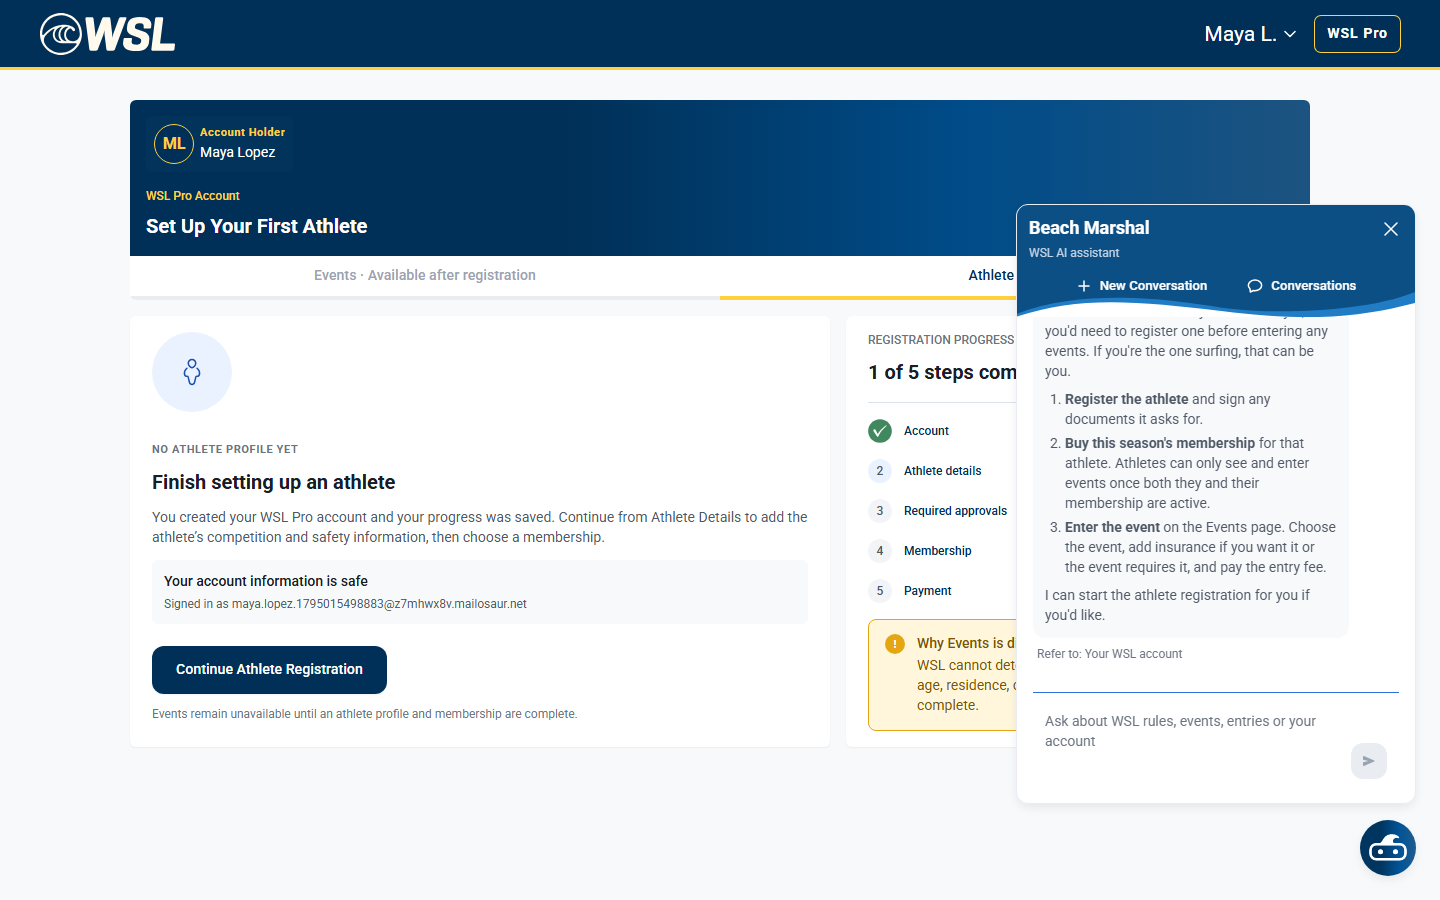 WSL
Maya L.
WSL Pro
ML
Account Holder
Maya Lopez
WSL Pro Account
Set Up Your First Athlete
Events · Available after registration
Athlete
NO ATHLETE PROFILE YET
Finish setting up an athlete
You created your WSL Pro account and your progress was saved. Continue from Athlete Details to add the
athlete's competition and safety information, then choose a membership.
Your account information is safe
Signed in as maya.lopez.1795015498883@z7mhwx8v.mailosaur.net
Continue Athlete Registration
Events remain unavailable until an athlete profile and membership are complete.
REGISTRATION PROGRESS
1 of 5 steps com
Account
2 Athlete details
3 Required approvals
4 Membership
5 Payment
Why Events is d
WSL cannot det
age, residence,
complete.
Beach Marshal
WSL AI assistant
New Conversation
Conversations
you'd need to register one before entering any
events. If you're the one surfing, that can be
you.
1. Register the athlete and sign any
documents it asks for.
2. Buy this season's membership for that
athlete. Athletes can only see and enter
events once both they and their
membership are active.
3. Enter the event on the Events page. Choose
the event, add insurance if you want it or
the event requires it, and pay the entry fee.
I can start the athlete registration for you if
you'd like.
Refer to: Your WSL account
Ask about WSL rules, events, entries or your
account